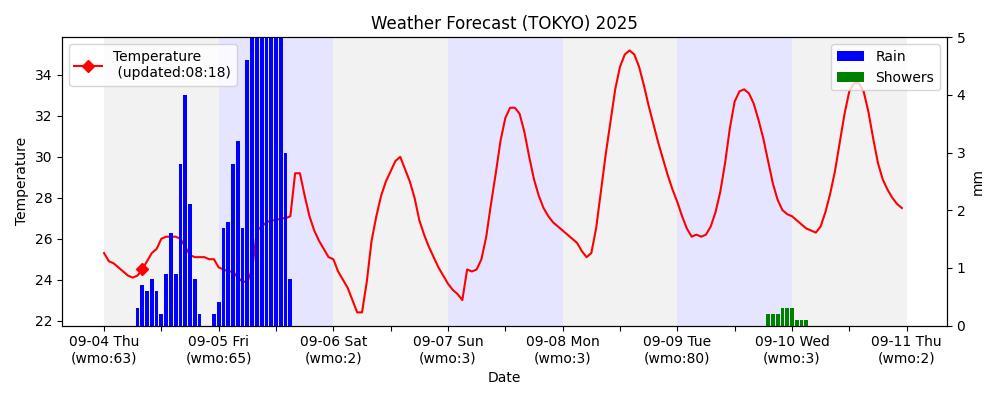 Weather Forecast (TOKYO) 2025
Temperature
(updated:08:18)
Rain
Showers
Temperature
34
32
30
28
26
24
22
5
4
3
2
1
0
mm
09-04 Thu
(wmo:63)
09-05 Fri
(wmo:65)
09-06 Sat
(wmo:2)
09-07 Sun
(wmo:3)
09-08 Mon
(wmo:3)
09-09 Tue
(wmo:80)
09-10 Wed
(wmo:3)
09-11 Thu
(wmo:2)
Date